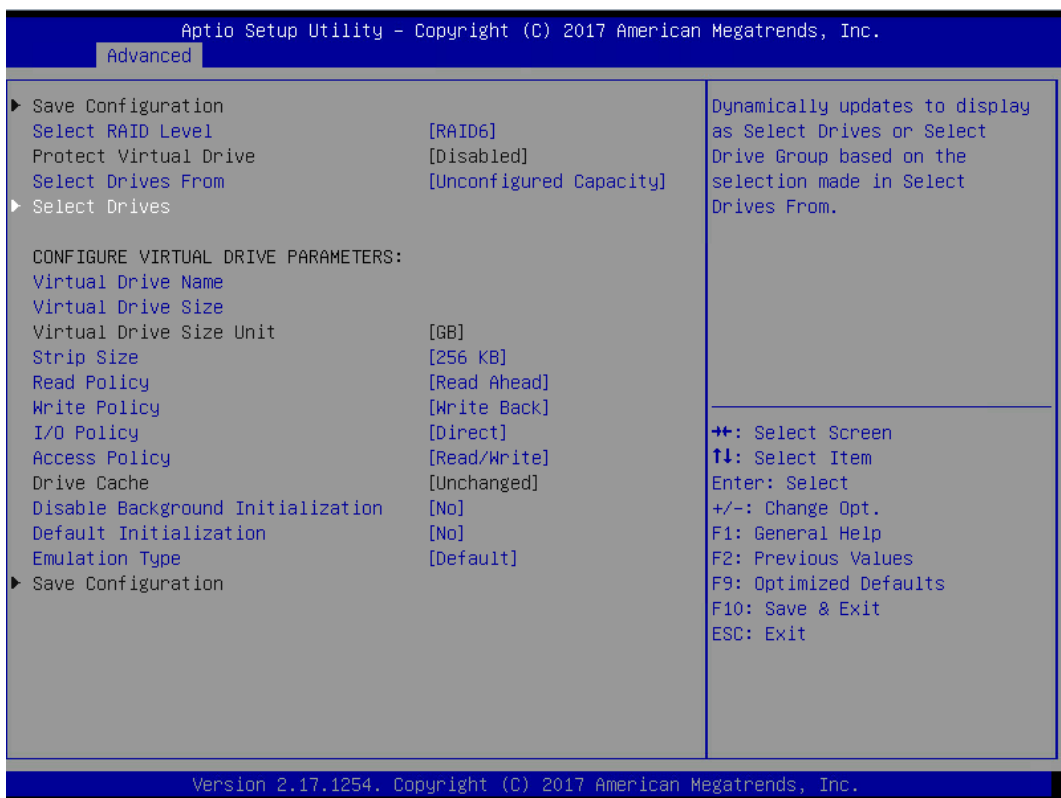 Aptio Setup Utility – Copyright (C) 2017 American Megatrends, Inc.
Advanced
Save Configuration
Select RAID Level [RAID6]
Protect Virtual Drive [Disabled]
Select Drives From [Unconfigured Capacity]
Select Drives
CONFIGURE VIRTUAL DRIVE PARAMETERS:
Virtual Drive Name
Virtual Drive Size
Virtual Drive Size Unit [GB]
Strip Size [256 KB]
Read Policy [Read Ahead]
Write Policy [Write Back]
I/O Policy [Direct]
Access Policy [Read/Write]
Drive Cache [Unchanged]
Disable Background Initialization [No]
Default Initialization [No]
Emulation Type [Default]
Save Configuration
Dynamically updates to display
as Select Drives or Select
Drive Group based on the
selection made in Select
Drives From.
→←: Select Screen
↑↓: Select Item
Enter: Select
+/-: Change Opt.
F1: General Help
F2: Previous Values
F9: Optimized Defaults
F10: Save & Exit
ESC: Exit
Version 2.17.1254. Copyright (C) 2017 American Megatrends, Inc.